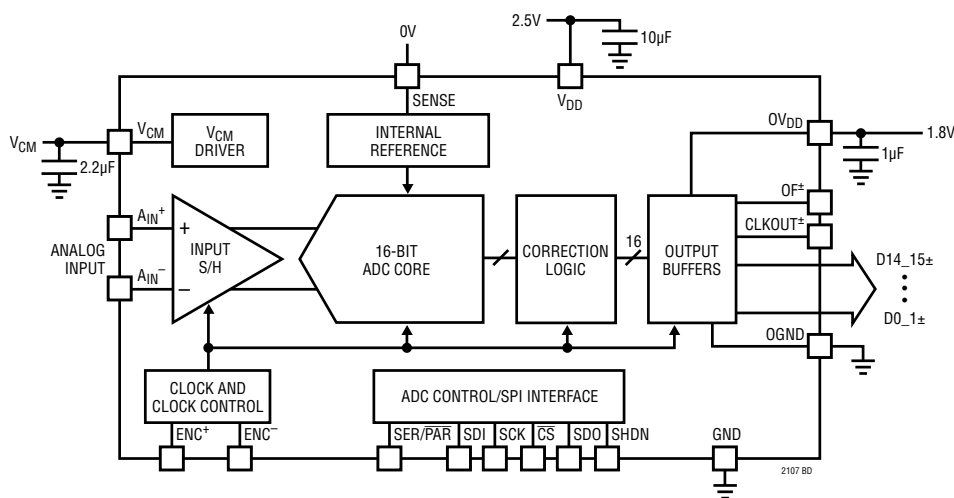 2.5V
10µF
0V
SENSE
V_DD
V_CM
2.2µF
V_CM
V_CM
DRIVER
INTERNAL
REFERENCE
OV_DD
1.8V
1µF
OF±
CLKOUT±
A_IN+
ANALOG
INPUT
A_IN−
+
−
INPUT
S/H
16-BIT
ADC CORE
CORRECTION
LOGIC
16
OUTPUT
BUFFERS
D14_15±
D0_1±
OGND
CLOCK AND
CLOCK CONTROL
ADC CONTROL/SPI INTERFACE
ENC+
ENC−
SER/P̅A̅R̅
SDI
SCK
C̅S̅
SDO
SHDN
GND
2107 BD